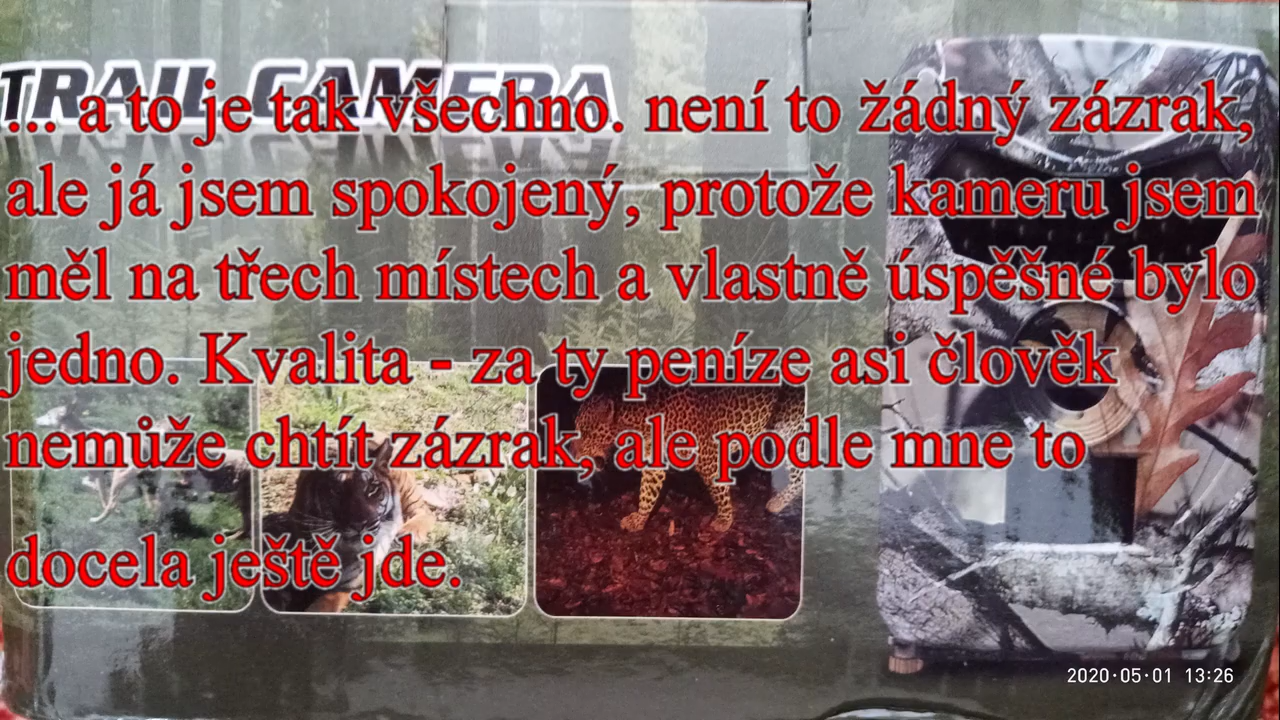 TRAIL CAMERA
... a to je tak všechno. není to žádný zázrak,
ale já jsem spokojený, protože kameru jsem
měl na třech místech a vlastně úspěšné bylo
jedno. Kvalita - za ty peníze asi člověk
nemůže chtít zázrak, ale podle mne to
docela ještě jde.
2020·05·01 13:26